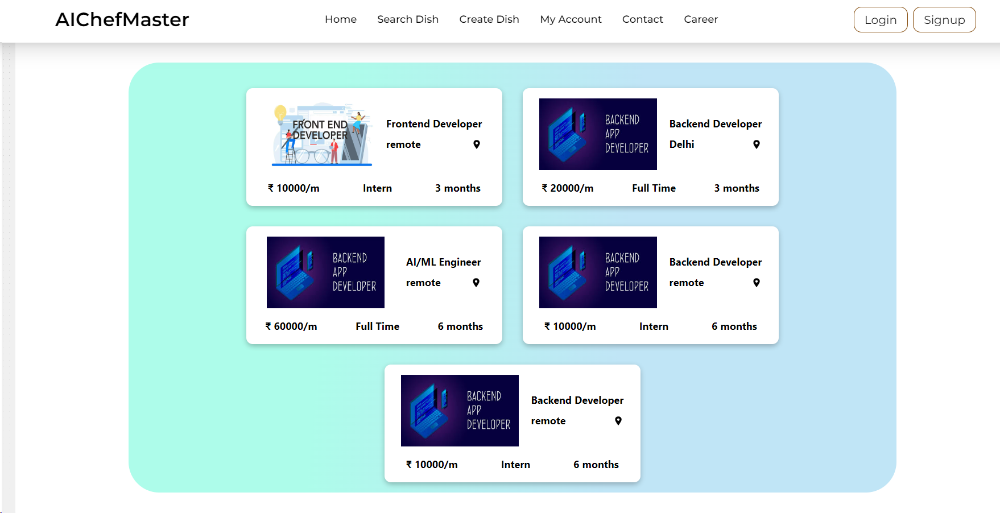 AIChefMaster
Home Search Dish Create Dish My Account Contact Career
Login Signup
FRONT END
DEVELOPER
Frontend Developer
remote
₹ 10000/m Intern 3 months
BACKEND
APP
DEVELOPER
Backend Developer
Delhi
₹ 20000/m Full Time 3 months
BACKEND
APP
DEVELOPER
AI/ML Engineer
remote
₹ 60000/m Full Time 6 months
BACKEND
APP
DEVELOPER
Backend Developer
remote
₹ 10000/m Intern 6 months
BACKEND
APP
DEVELOPER
Backend Developer
remote
₹ 10000/m Intern 6 months